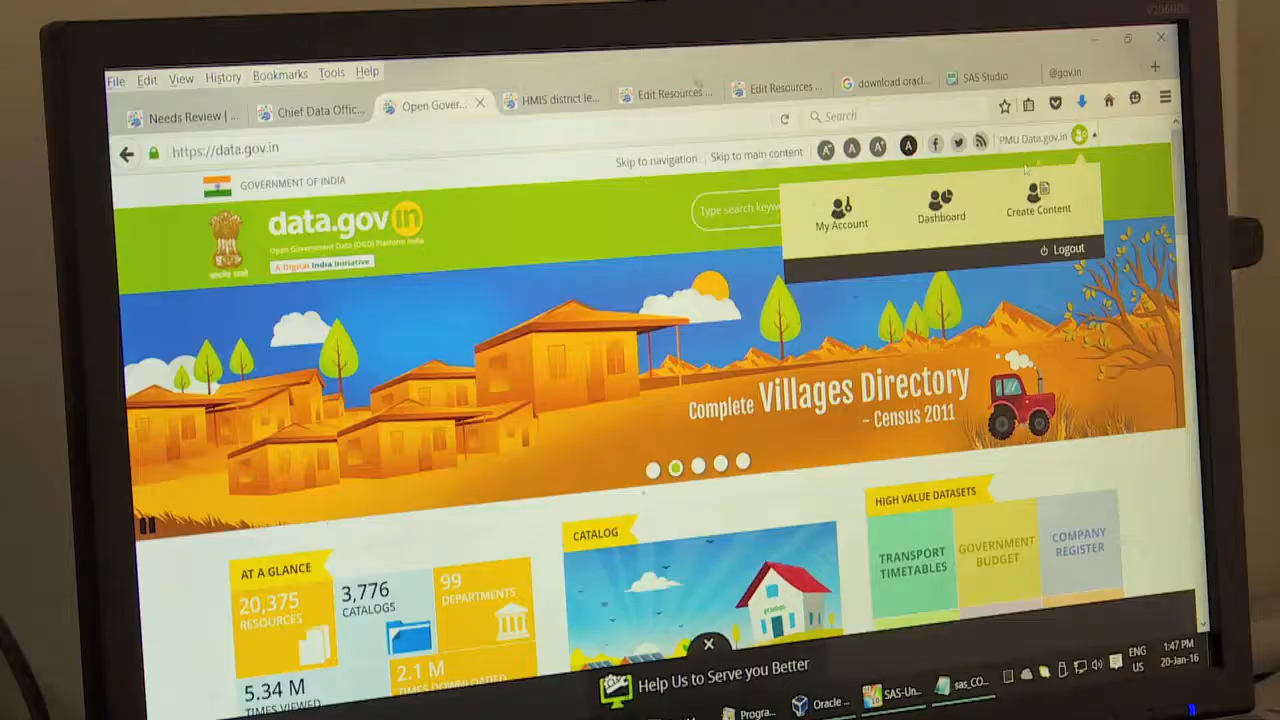 File Edit View History Bookmarks Tools Help
Needs Review | ... Chief Data Offic... Open Gover... HMIS district le... Edit Resources ... Edit Resources ... download oracl... SAS Studio @gov.in
https://data.gov.in
Search
Skip to navigation Skip to main content A A A A PMU Data.gov.in
GOVERNMENT OF INDIA
data.gov in
Open Government Data (OGD) Platform India
A Digital India Initiative
Type search keyw
My Account Dashboard Create Content
Logout
Complete Villages Directory
- Census 2011
AT A GLANCE
20,375
RESOURCES
3,776
CATALOGS
99
DEPARTMENTS
5.34 M
TIMES VIEWED
2.1 M
TIMES DOWNLOADED
CATALOG
HIGH VALUE DATASETS
TRANSPORT
TIMETABLES
GOVERNMENT
BUDGET
COMPANY
REGISTER
Help Us to Serve you Better
Progra... Oracle ... SAS-Un... sas_CO...
ENG
US
1:47 PM
20-Jan-16